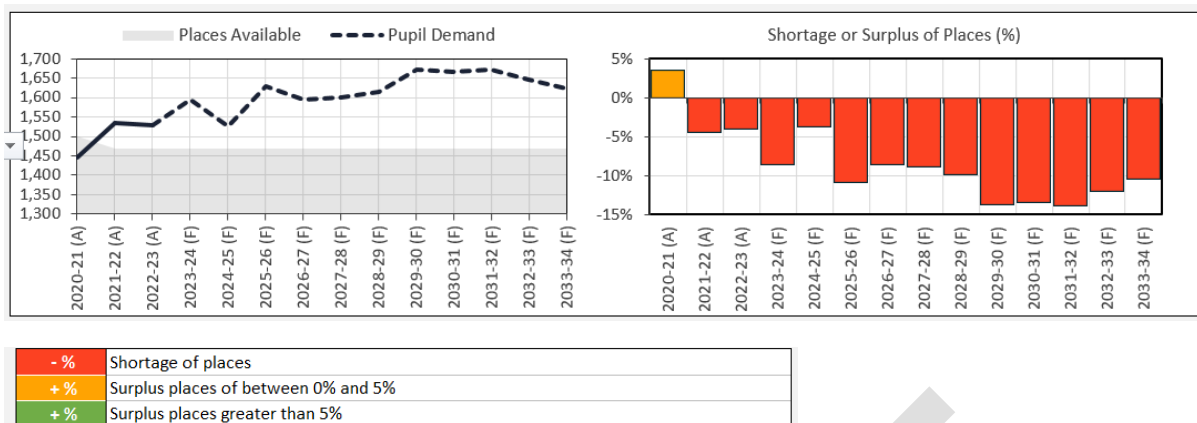 Places Available Pupil Demand
1,700
1,650
1,600
1,550
1,500
1,450
1,400
1,350
1,300
2020-21 (A)
2021-22 (A)
2022-23 (A)
2023-24 (F)
2024-25 (F)
2025-26 (F)
2026-27 (F)
2027-28 (F)
2028-29 (F)
2029-30 (F)
2030-31 (F)
2031-32 (F)
2032-33 (F)
2033-34 (F)
Shortage or Surplus of Places (%)
5%
0%
-5%
-10%
-15%
2020-21 (A)
2021-22 (A)
2022-23 (A)
2023-24 (F)
2024-25 (F)
2025-26 (F)
2026-27 (F)
2027-28 (F)
2028-29 (F)
2029-30 (F)
2030-31 (F)
2031-32 (F)
2032-33 (F)
2033-34 (F)
- % Shortage of places
+ % Surplus places of between 0% and 5%
+ % Surplus places greater than 5%